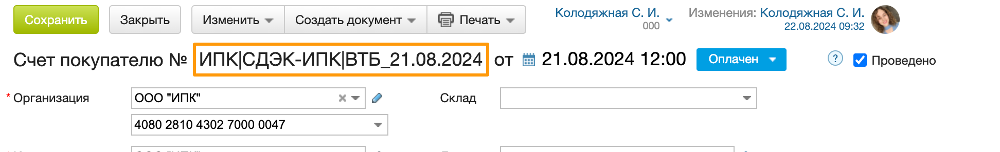 Сохранить Закрыть Изменить Создать документ Печать Колодяжная С. И. Изменения: Колодяжная С. И.
000 22.08.2024 09:32
Счет покупателю № ИПК|СДЭК-ИПК|ВТБ_21.08.2024 от 21.08.2024 12:00 Оплачен ? Проведено
* Организация ООО "ИПК" Склад
4080 2810 4302 7000 0047